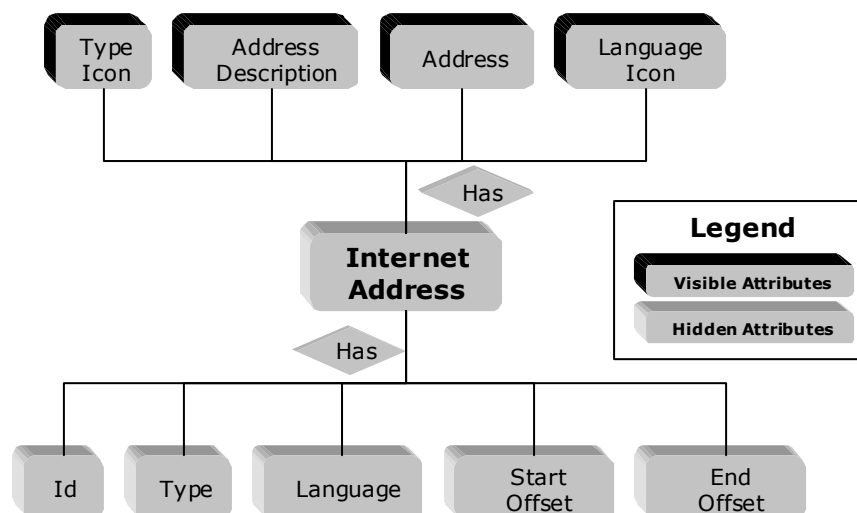 Type
Icon
Address
Description
Address
Language
Icon
Has
Internet
Address
Legend
Visible Attributes
Hidden Attributes
Has
Id
Type
Language
Start
Offset
End
Offset